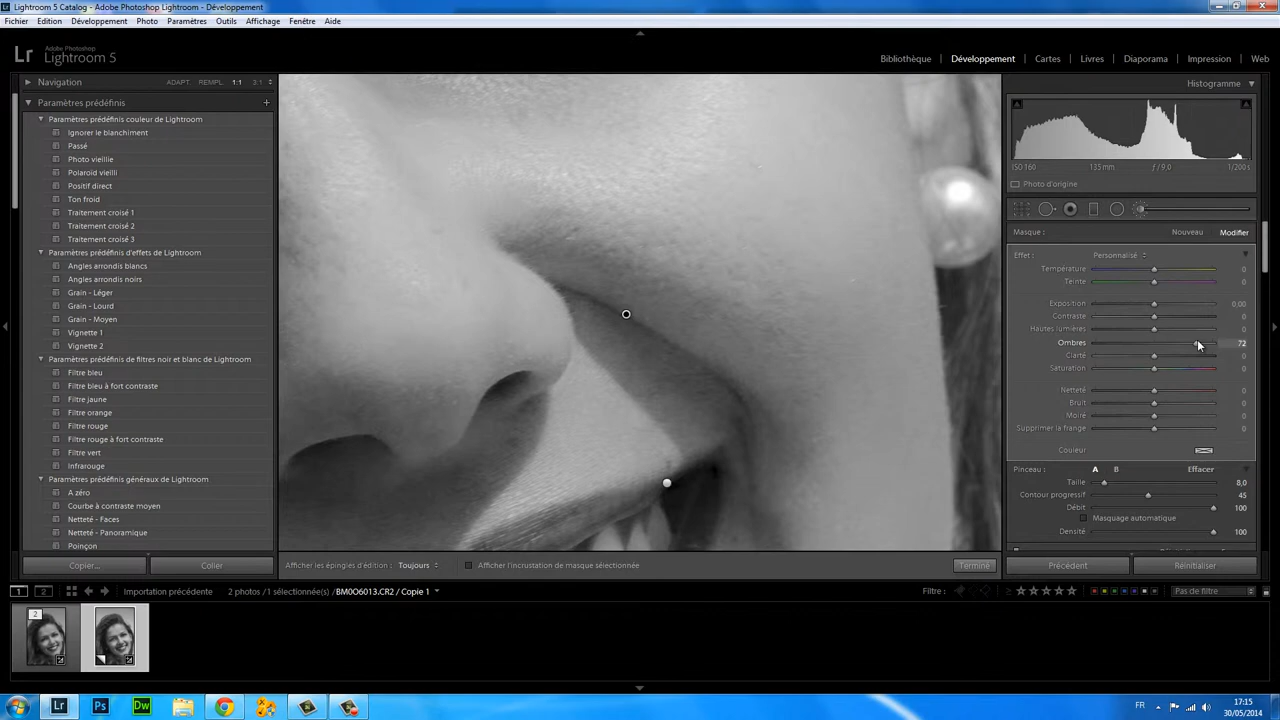 Lightroom 5 Catalog - Adobe Photoshop Lightroom - Développement
Fichier Edition Développement Photo Paramètres Outils Affichage Fenêtre Aide
Lr Adobe Photoshop Lightroom 5
Bibliothèque Développement Cartes Livres Diaporama Impression Web
Navigation ADAPT. REMPL. 1:1 3:1
Paramètres prédéfinis +
Paramètres prédéfinis couleur de Lightroom
Ignorer le blanchiment
Passé
Photo vieillie
Polaroïd vieilli
Positif direct
Ton froid
Traitement croisé 1
Traitement croisé 2
Traitement croisé 3
Paramètres prédéfinis d'effets de Lightroom
Angles arrondis blancs
Angles arrondis noirs
Grain - Léger
Grain - Lourd
Grain - Moyen
Vignette 1
Vignette 2
Paramètres prédéfinis de filtres noir et blanc de Lightroom
Filtre bleu
Filtre bleu à fort contraste
Filtre jaune
Filtre orange
Filtre rouge
Filtre rouge à fort contraste
Filtre vert
Infrarouge
Paramètres prédéfinis généraux de Lightroom
A zéro
Courbe à contraste moyen
Netteté - Faces
Netteté - Panoramique
Poinçon
Copier... Coller
Histogramme
ISO 160 135 mm ƒ / 9,0 1/200 s
Photo d'origine
Masque : Nouveau Modifier
Effet : Personnalisé
Température 0
Teinte 0
Exposition 0,00
Contraste 0
Hautes lumières 0
Ombres 72
Clarté 0
Saturation 0
Netteté 0
Bruit 0
Moiré 0
Supprimer la frange 0
Couleur
Pinceau : A B Effacer
Taille 8,0
Contour progressif 45
Débit 100
Masquage automatique
Densité 100
Afficher les épingles d'édition : Toujours Afficher l'incrustation de masque sélectionnée Terminé
Précédent Réinitialiser
1 2 Importation précédente 2 photos /1 sélectionnée(s) /BM0O6013.CR2 / Copie 1 Filtre : Pas de filtre
2
Lr Ps Dw
FR 17:15
30/05/2014